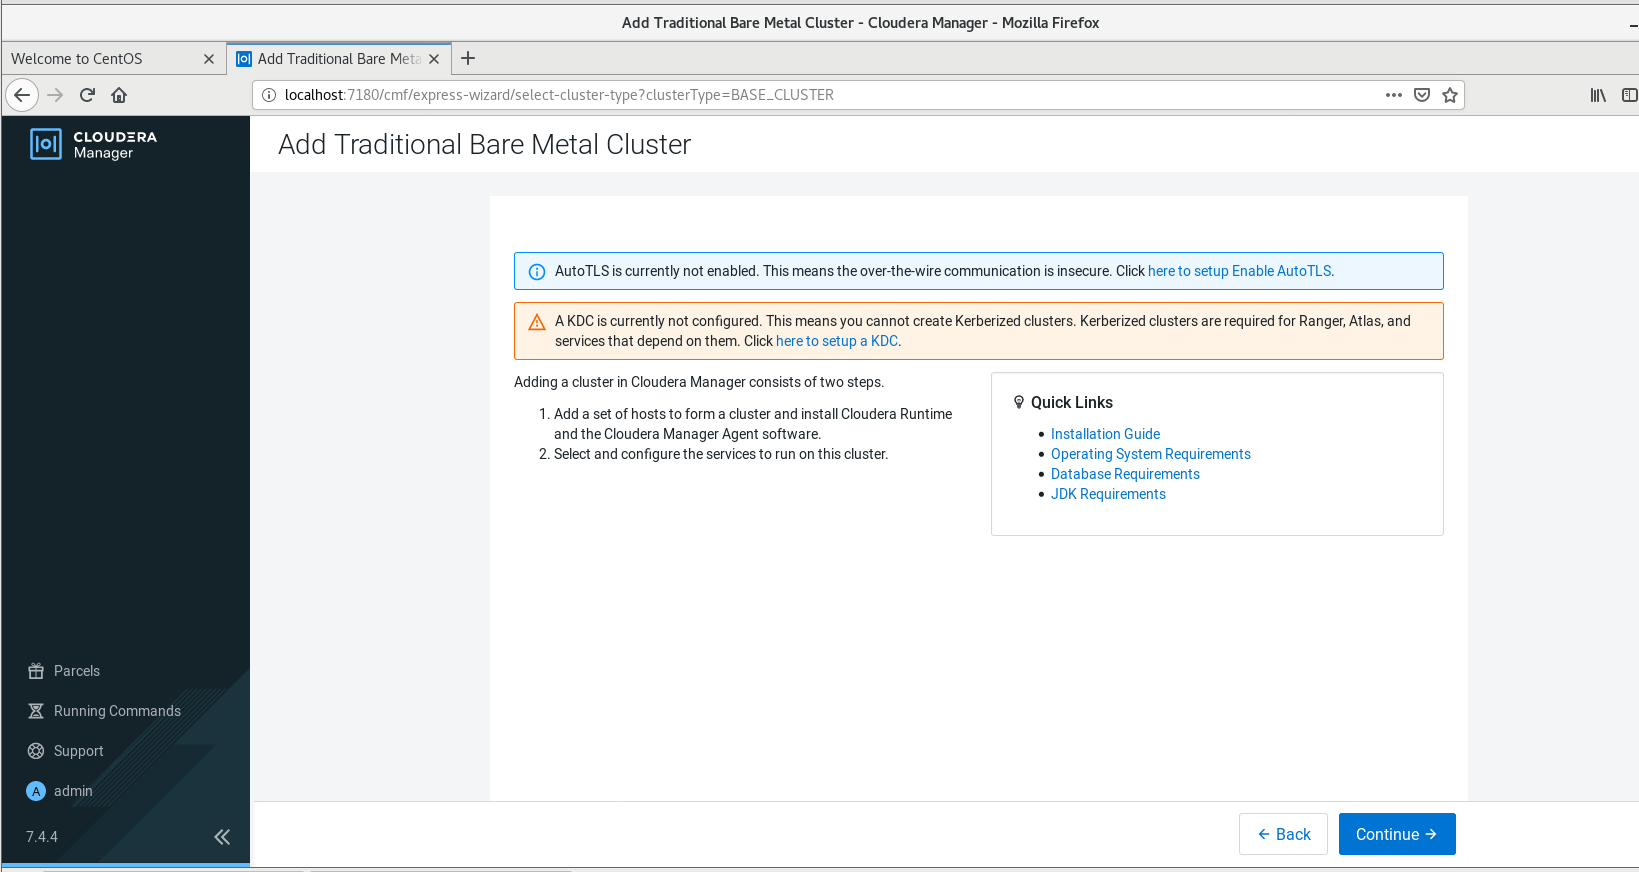 Add Traditional Bare Metal Cluster - Cloudera Manager - Mozilla Firefox
Welcome to CentOS
Add Traditional Bare Meta
localhost:7180/cmf/express-wizard/select-cluster-type?clusterType=BASE_CLUSTER
CLOUDERA
Manager
Add Traditional Bare Metal Cluster
AutoTLS is currently not enabled. This means the over-the-wire communication is insecure. Click here to setup Enable AutoTLS.
A KDC is currently not configured. This means you cannot create Kerberized clusters. Kerberized clusters are required for Ranger, Atlas, and
services that depend on them. Click here to setup a KDC.
Adding a cluster in Cloudera Manager consists of two steps.
1. Add a set of hosts to form a cluster and install Cloudera Runtime
and the Cloudera Manager Agent software.
2. Select and configure the services to run on this cluster.
Quick Links
• Installation Guide
• Operating System Requirements
• Database Requirements
• JDK Requirements
Parcels
Running Commands
Support
A admin
7.4.4
← Back
Continue →